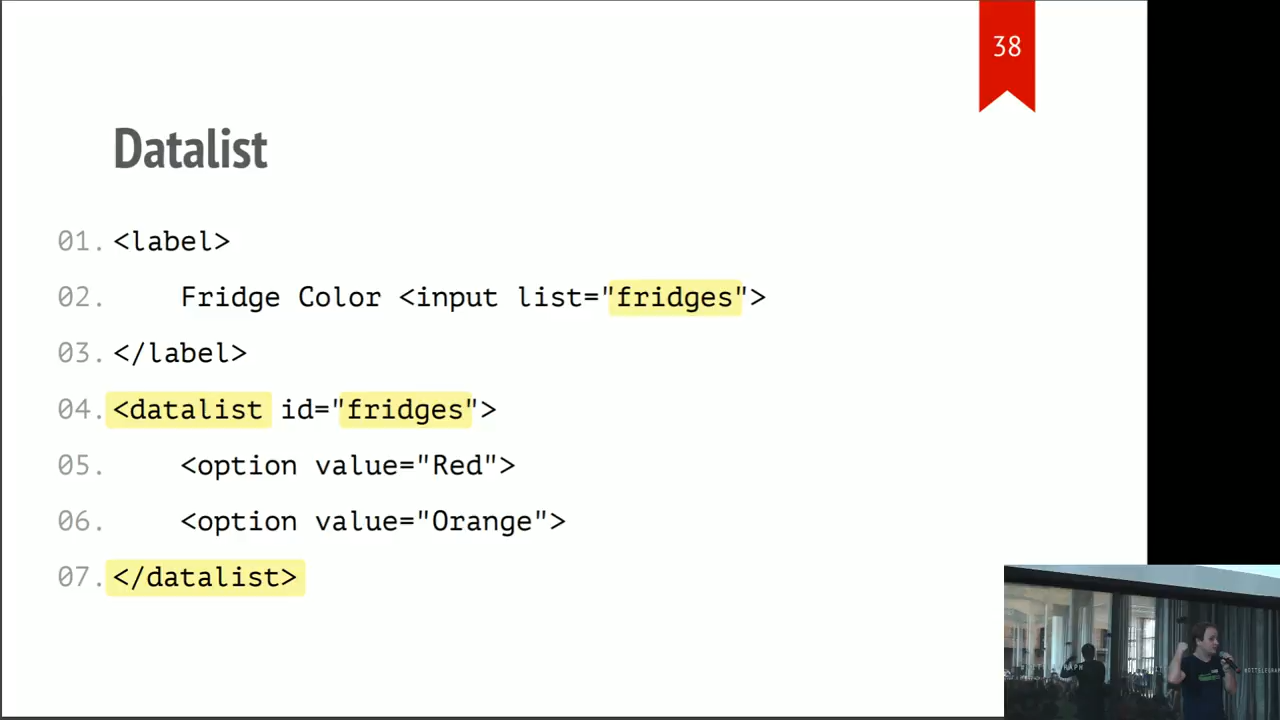 38
Datalist
01. <label>
02. Fridge Color <input list="fridges">
03. </label>
04. <datalist id="fridges">
05. <option value="Red">
06. <option value="Orange">
07. </datalist>